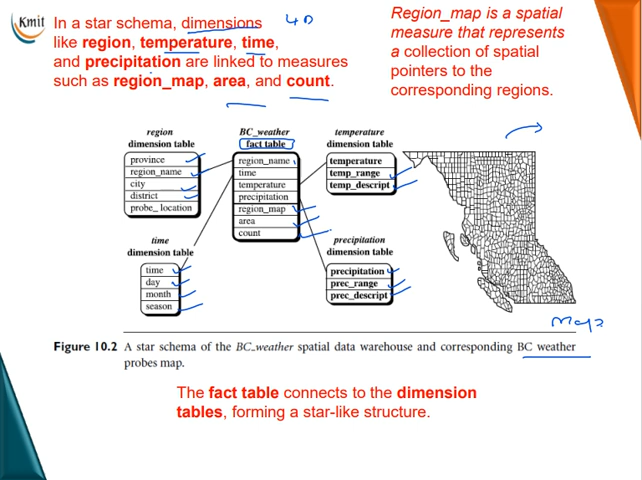 Kmit
In a star schema, dimensions
4D
like region, temperature, time,
and precipitation are linked to measures
such as region_map, area, and count.
Region_map is a spatial
measure that represents
a collection of spatial
pointers to the
corresponding regions.
region
dimension table
province
region_name
city
district
probe_location
BC_weather
fact table
region_name
time
temperature
precipitation
region_map
area
count
temperature
dimension table
temperature
temp_range
temp_descript
time
dimension table
time
day
month
season
precipitation
dimension table
precipitation
prec_range
prec_descript
Maps
Figure 10.2 A star schema of the BC_weather spatial data warehouse and corresponding BC weather
probes map.
The fact table connects to the dimension
tables, forming a star-like structure.